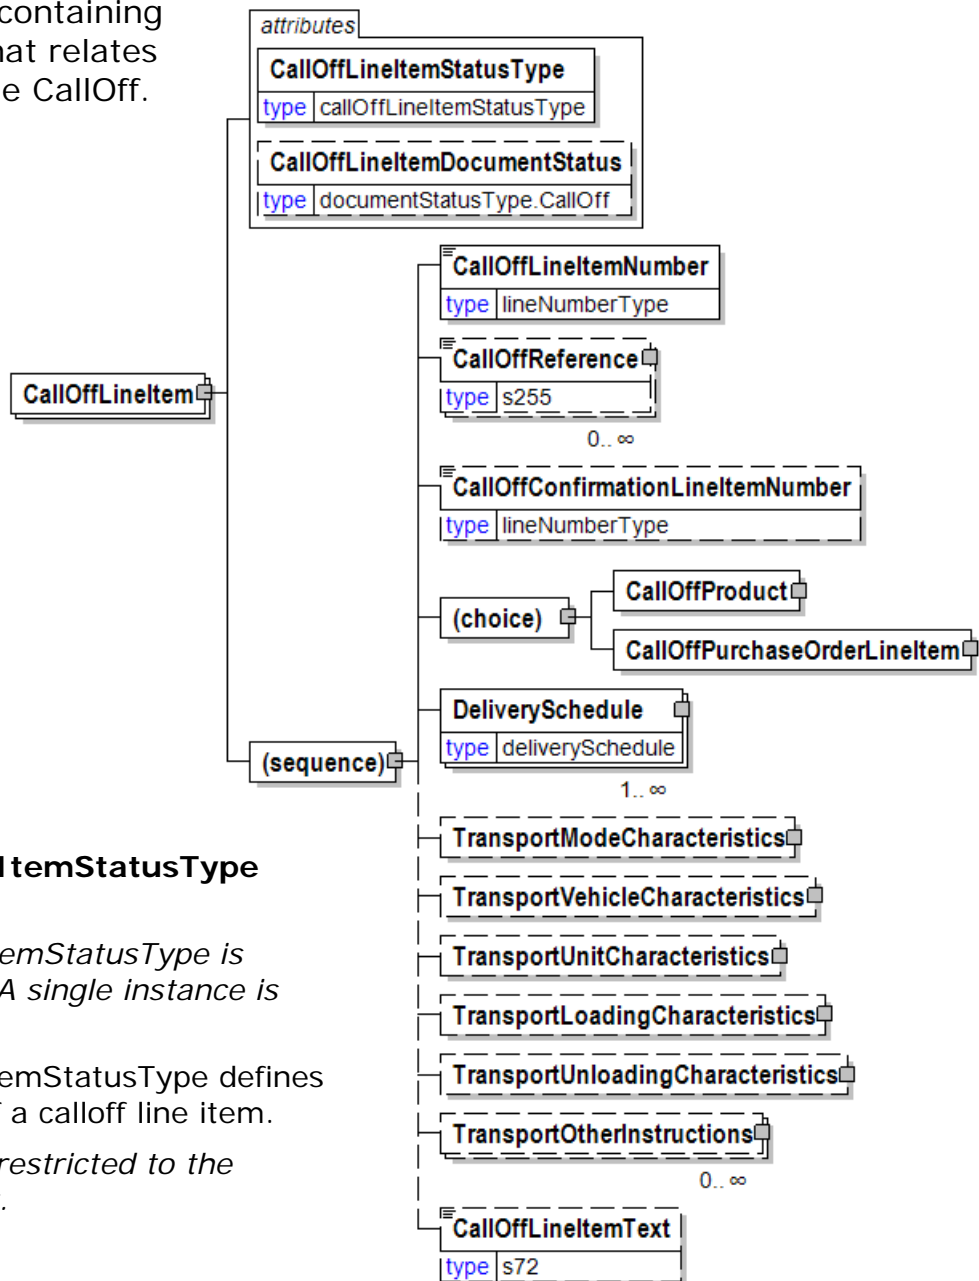 containing
hat relates
e CallOff.
attributes
CallOffLineItemStatusType
type callOffLineItemStatusType
CallOffLineItemDocumentStatus
type documentStatusType.CallOff
CallOffLineItem
(sequence)
CallOffLineItemNumber
type lineNumberType
CallOffReference
type s255
0.. ∞
CallOffConfirmationLineItemNumber
type lineNumberType
(choice)
CallOffProduct
CallOffPurchaseOrderLineItem
DeliverySchedule
type deliverySchedule
1.. ∞
TransportModeCharacteristics
TransportVehicleCharacteristics
TransportUnitCharacteristics
TransportLoadingCharacteristics
TransportUnloadingCharacteristics
TransportOtherInstructions
0.. ∞
CallOffLineItemText
type s72
ItemStatusType
emStatusType is
A single instance is
emStatusType defines
f a calloff line item.
restricted to the